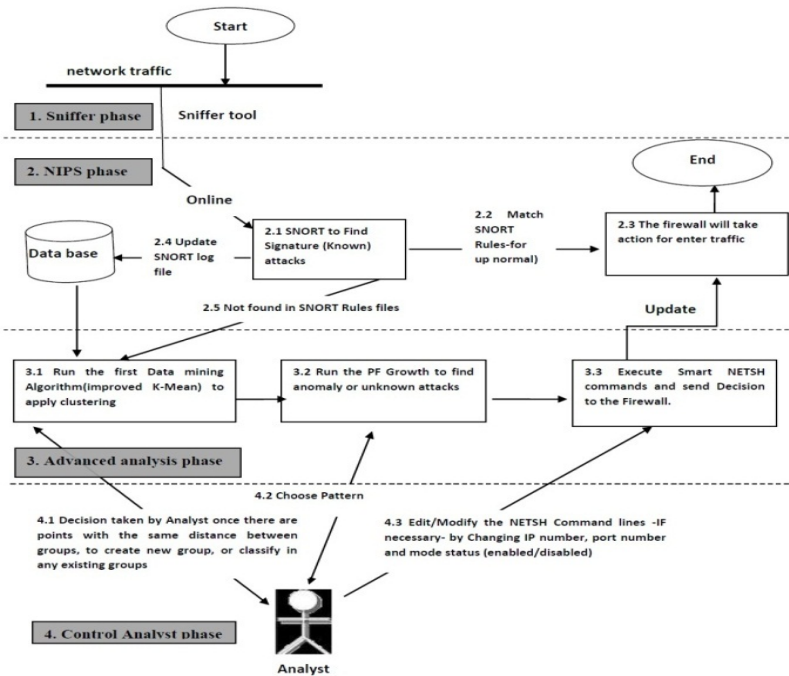 Start
network traffic
1. Sniffer phase
Sniffer tool
2. NIPS phase
End
Online
2.4 Update
SNORT log
file
Data base
2.1 SNORT to Find
Signature (Known)
attacks
2.2 Match
SNORT
Rules-for
up normal)
2.3 The firewall will take
action for enter traffic
2.5 Not found in SNORT Rules files
Update
3.1 Run the first Data mining
Algorithm(improved K-Mean) to
apply clustering
3.2 Run the PF Growth to find
anomaly or unknown attacks
3.3 Execute Smart NETSH
commands and send Decision
to the Firewall.
3. Advanced analysis phase
4.1 Decision taken by Analyst once there are
points with the same distance between
groups, to create new group, or classify in
any existing groups
4.2 Choose Pattern
4.3 Edit/Modify the NETSH Command lines -IF
necessary- by Changing IP number, port number
and mode status (enabled/disabled)
4. Control Analyst phase
Analyst